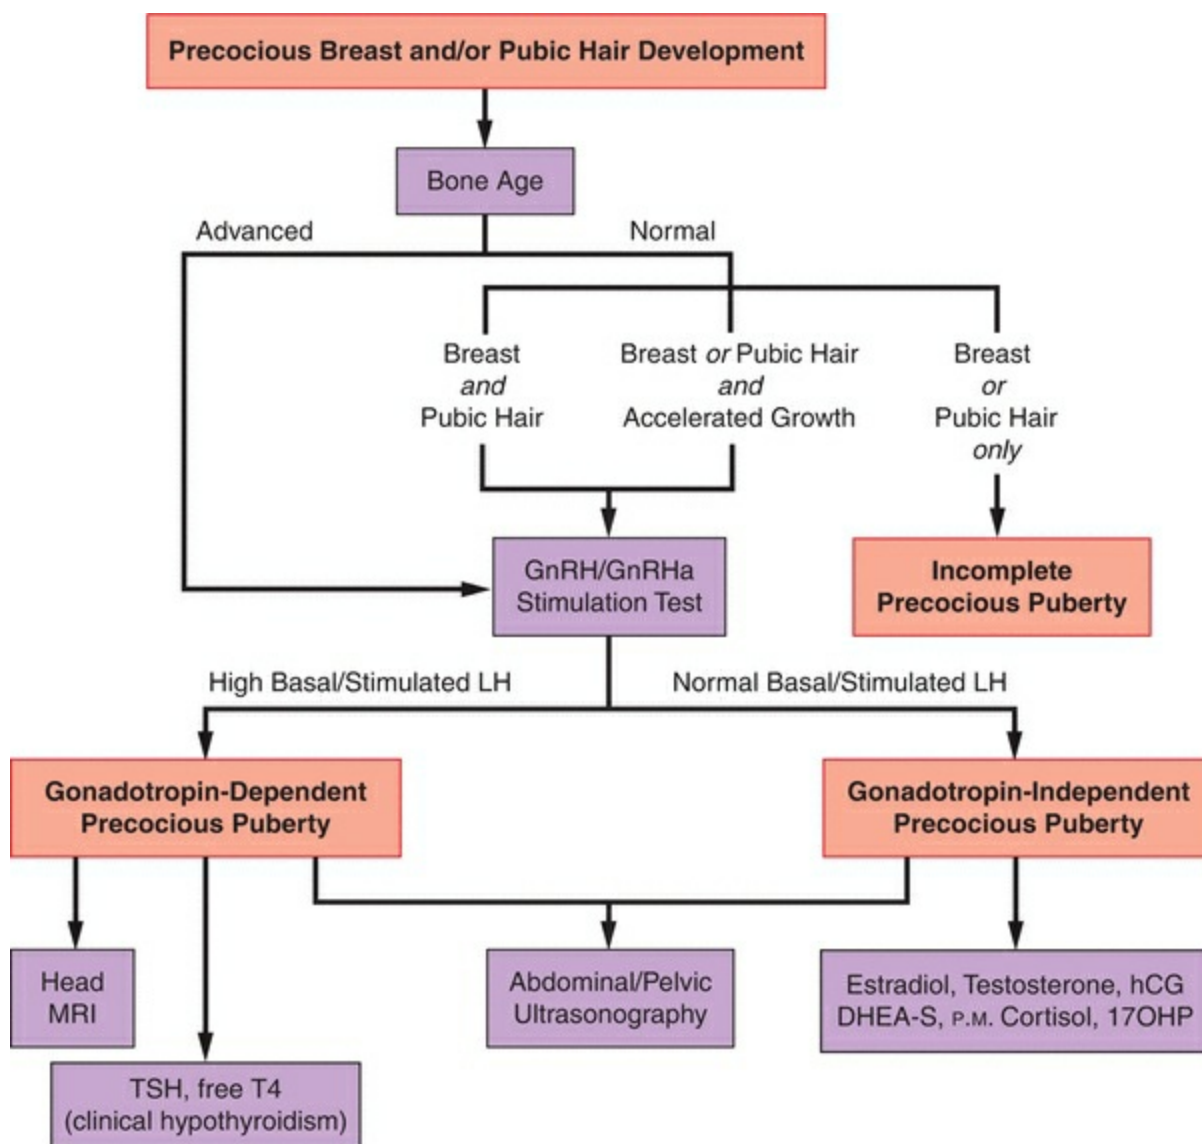 Precocious Breast and/or Pubic Hair Development
Bone Age
Advanced
Normal
Breast
and
Pubic Hair
Breast or Pubic Hair
and
Accelerated Growth
Breast
or
Pubic Hair
only
GnRH/GnRHa
Stimulation Test
Incomplete
Precocious Puberty
High Basal/Stimulated LH
Normal Basal/Stimulated LH
Gonadotropin-Dependent
Precocious Puberty
Gonadotropin-Independent
Precocious Puberty
Head
MRI
Abdominal/Pelvic
Ultrasonography
Estradiol, Testosterone, hCG
DHEA-S, P.M. Cortisol, 17OHP
TSH, free T4
(clinical hypothyroidism)